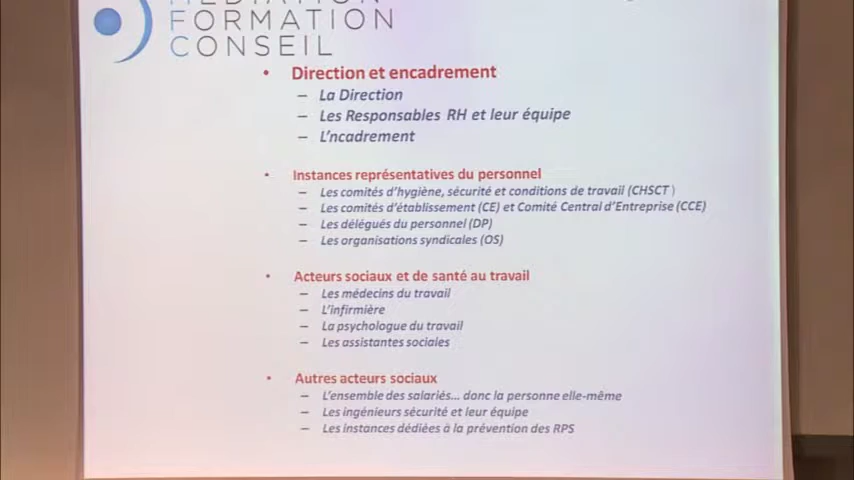 MÉDIATION
FORMATION
CONSEIL
• Direction et encadrement
– La Direction
– Les Responsables RH et leur équipe
– L'ncadrement
• Instances représentatives du personnel
– Les comités d'hygiène, sécurité et conditions de travail (CHSCT )
– Les comités d'établissement (CE) et Comité Central d'Entreprise (CCE)
– Les délégués du personnel (DP)
– Les organisations syndicales (OS)
• Acteurs sociaux et de santé au travail
– Les médecins du travail
– L'infirmière
– La psychologue du travail
– Les assistantes sociales
• Autres acteurs sociaux
– L'ensemble des salariés... donc la personne elle-même
– Les ingénieurs sécurité et leur équipe
– Les instances dédiées à la prévention des RPS